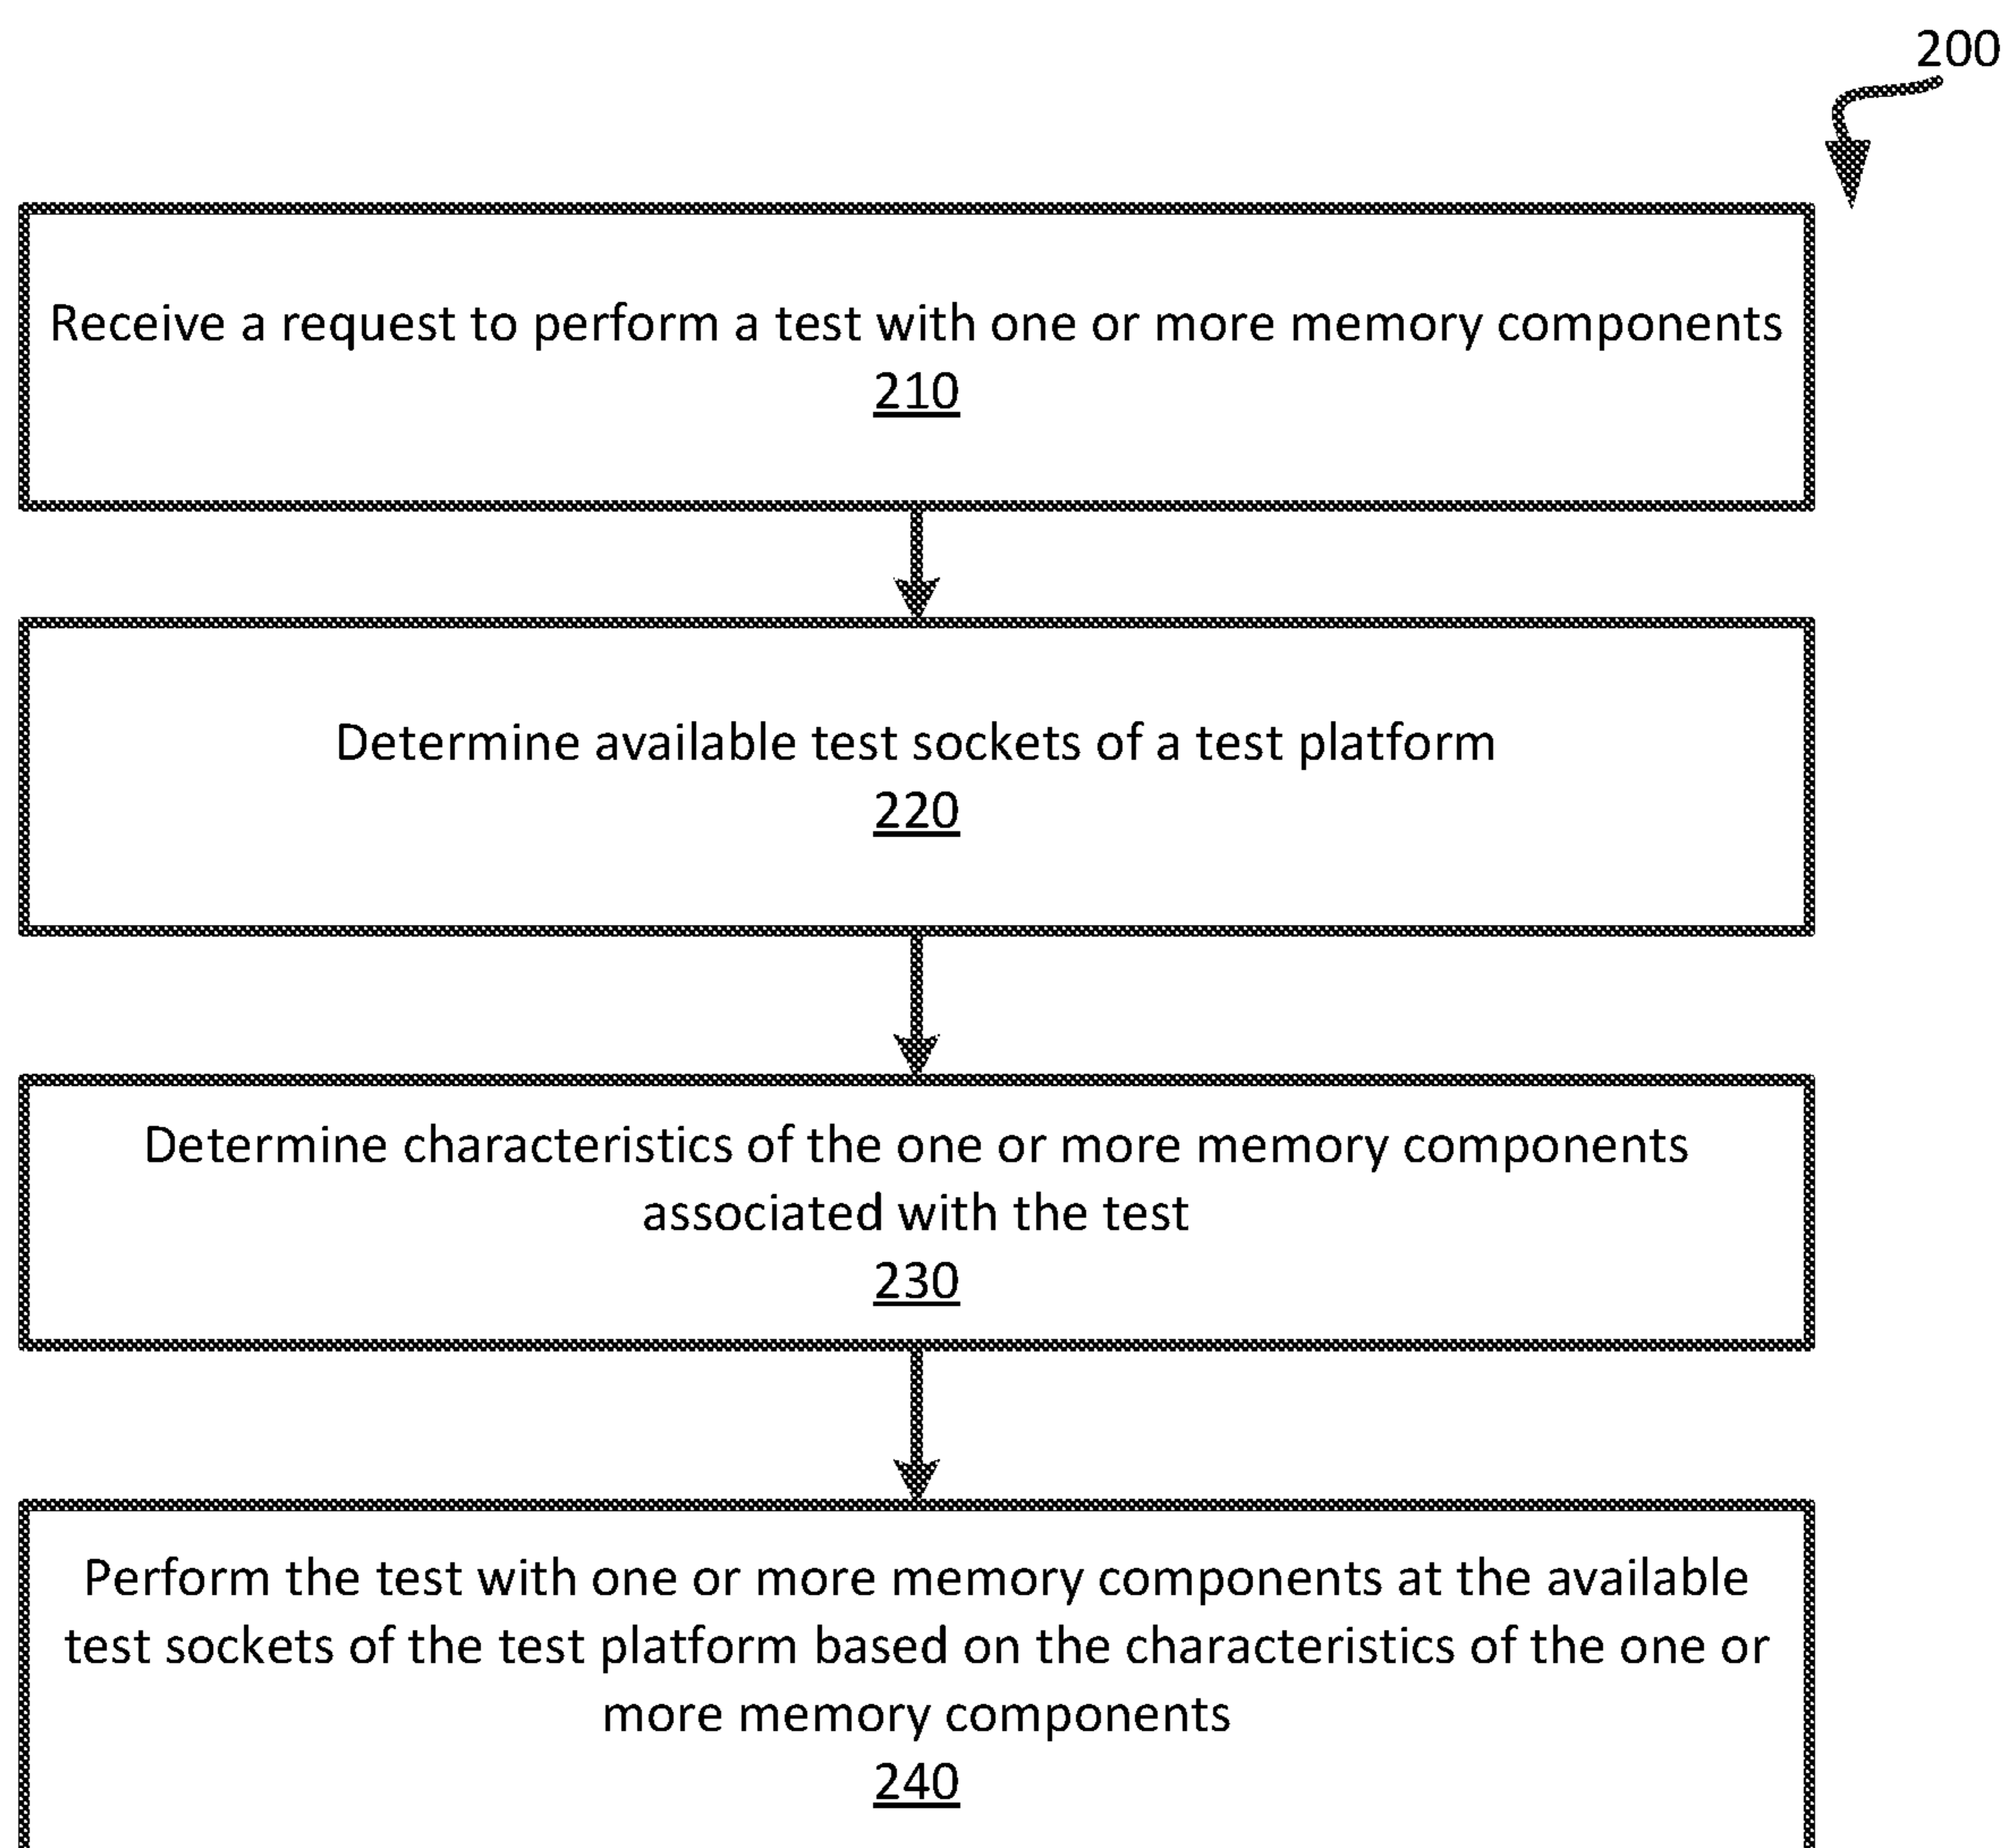 200
Receive a request to perform a test with one or more memory components
210
Determine available test sockets of a test platform
220
Determine characteristics of the one or more memory components
associated with the test
230
Perform the test with one or more memory components at the available
test sockets of the test platform based on the characteristics of the one or
more memory components
240